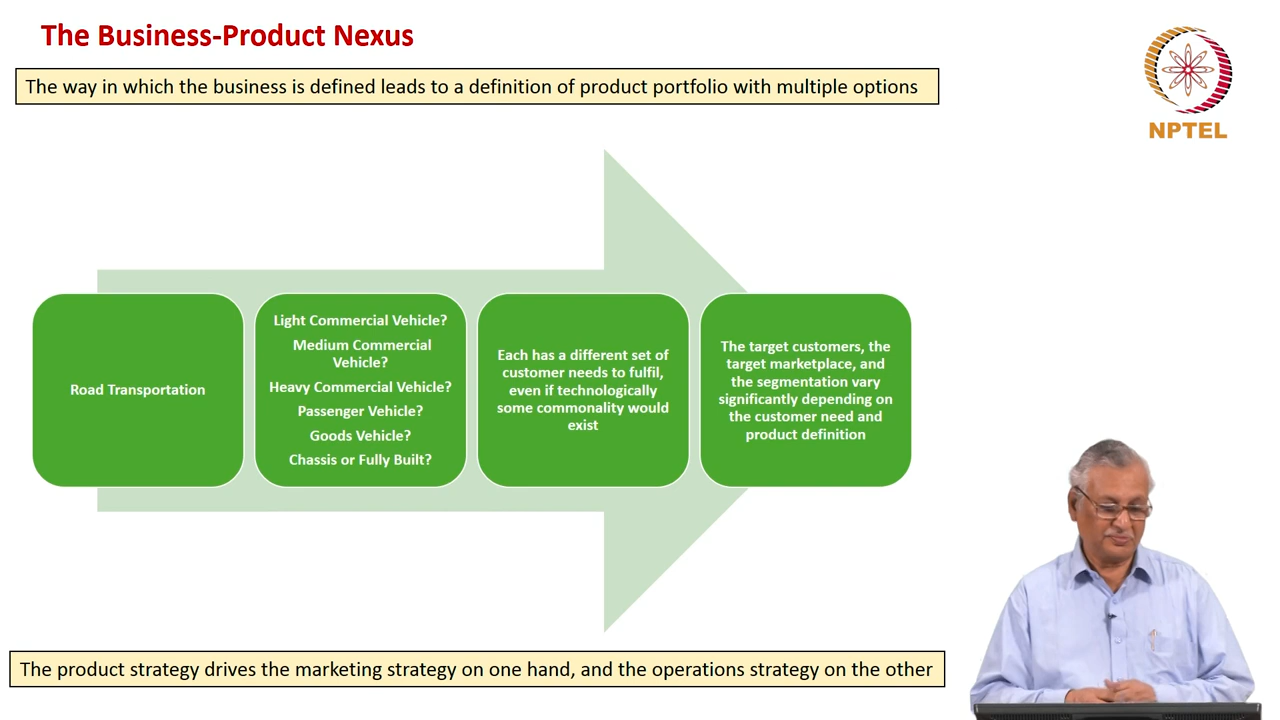 The Business-Product Nexus
NPTEL
The way in which the business is defined leads to a definition of product portfolio with multiple options
Road Transportation
Light Commercial Vehicle?
Medium Commercial
Vehicle?
Heavy Commercial Vehicle?
Passenger Vehicle?
Goods Vehicle?
Chassis or Fully Built?
Each has a different set of
customer needs to fulfil,
even if technologically
some commonality would
exist
The target customers, the
target marketplace, and
the segmentation vary
significantly depending on
the customer need and
product definition
The product strategy drives the marketing strategy on one hand, and the operations strategy on the other